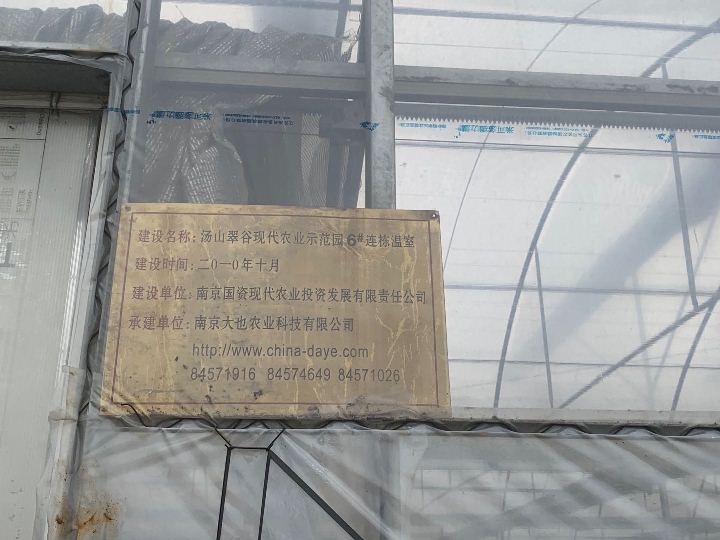 建设名称: 汤山翠谷现代农业示范园 6#连栋温室
建设时间: 二0一0年十月
建设单位: 南京国资现代农业投资发展有限责任公司
承建单位: 南京大也农业科技有限公司
http://www.china-daye.com
84571916 84574649 84571026